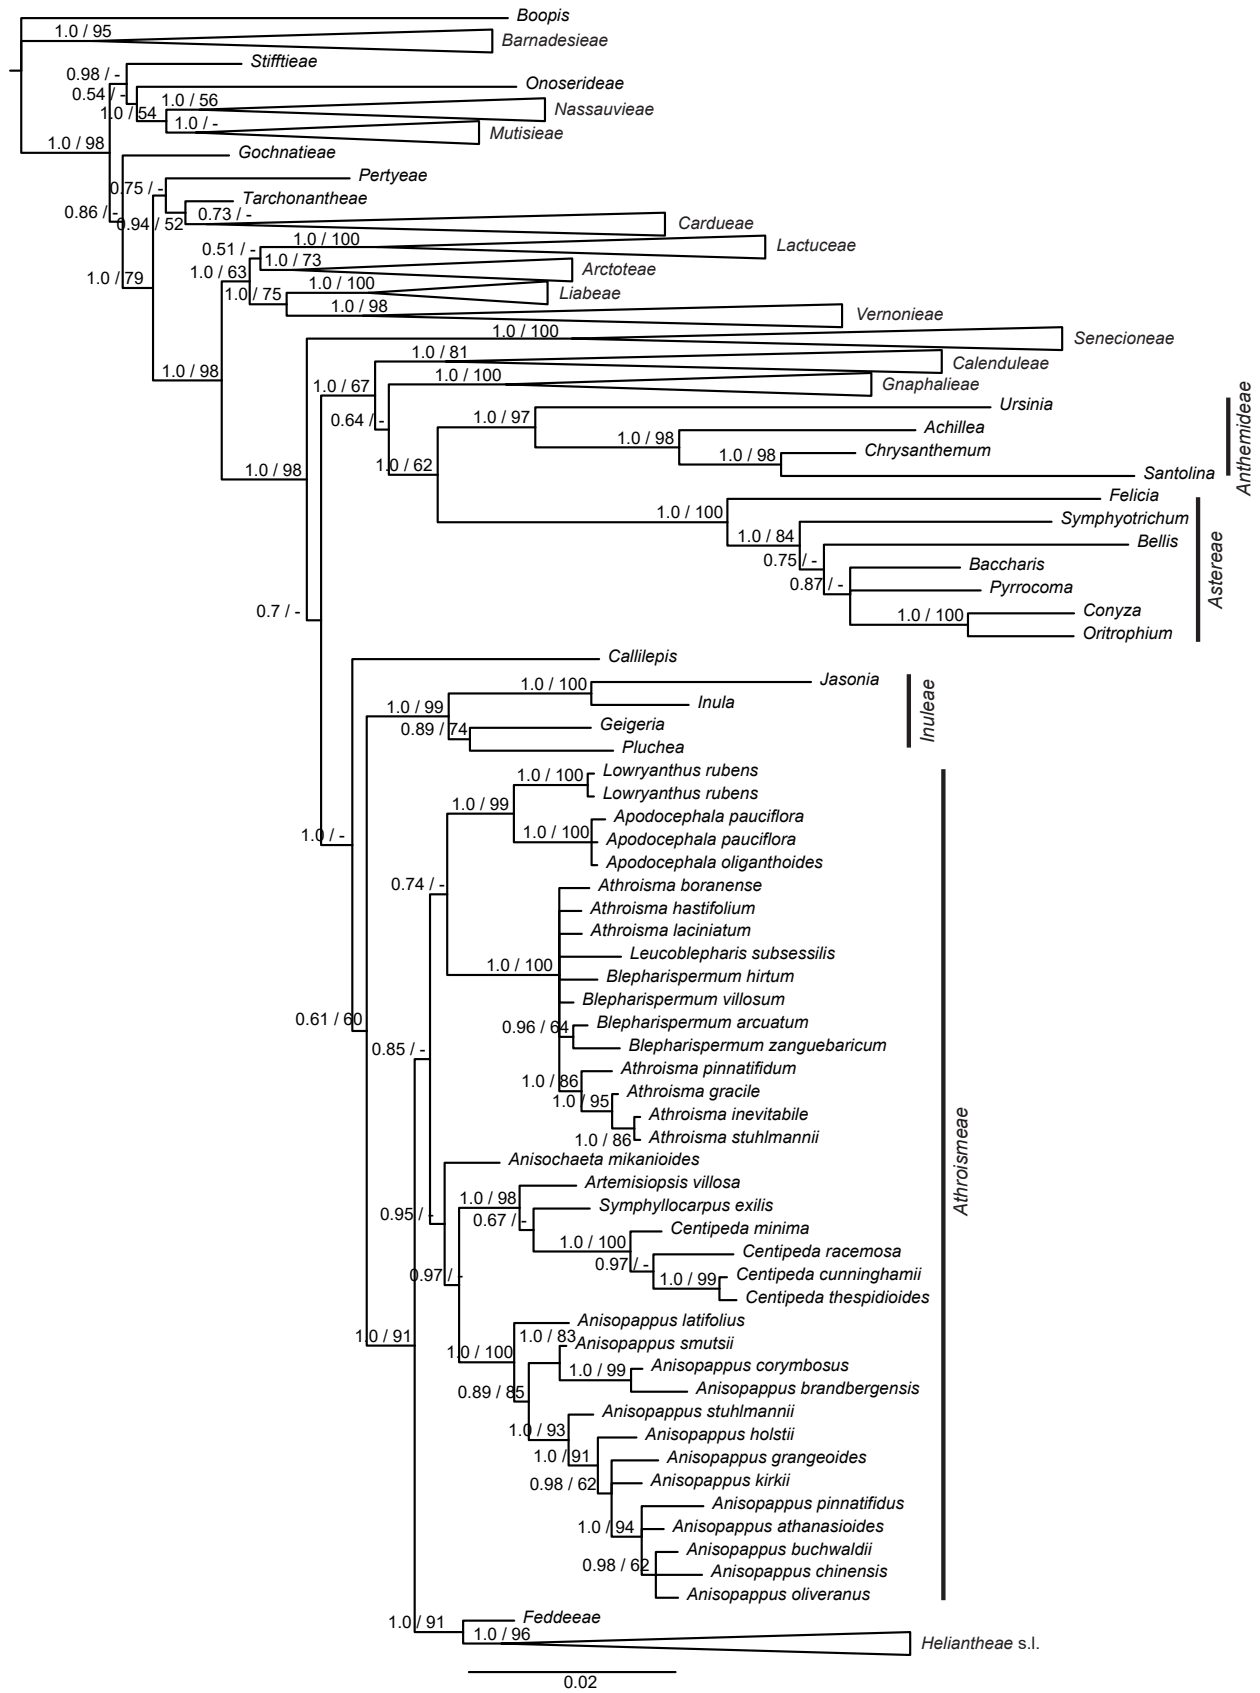 Boopis
1.0 / 95
Barnadesieae
Stifftieae
0.98 / -
Onoserideae
0.54 / -
1.0 / 56
Nassauvieae
1.0 / 54
1.0 / -
Mutisieae
1.0 / 98
Gochnatieae
Pertyeae
0.75 / -
Tarchonantheae
0.86 / -
0.73 / -
0.94 / 52
Cardueae
1.0 / 100
Lactuceae
0.51 / -
1.0 / 73
Arctoteae
1.0 / 63
1.0 / 79
1.0 / 100
Liabeae
1.0 / 75
1.0 / 98
Vernonieae
1.0 / 100
Senecioneae
1.0 / 81
Calenduleae
1.0 / 98
1.0 / 100
Gnaphalieae
1.0 / 67
Ursinia
0.64 / -
1.0 / 97
Achillea
1.0 / 98
Chrysanthemum
1.0 / 98
1.0 / 62
1.0 / 98
Santolina
Anthemideae
Felicia
1.0 / 100
Symphyotrichum
1.0 / 84
Bellis
0.75 / -
Baccharis
0.87 / -
Pyrrocoma
Conyza
1.0 / 100
Oritrophium
Astereae
0.7 / -
Callilepis
Jasonia
1.0 / 100
Inula
1.0 / 99
Geigeria
0.89 / 74
Pluchea
Inuleae
Lowryanthus rubens
1.0 / 100
Lowryanthus rubens
1.0 / 99
Apodocephala pauciflora
1.0 / 100
Apodocephala pauciflora
1.0 / -
Apodocephala oliganthoides
0.74 / -
Athroisma boranense
Athroisma hastifolium
Athroisma laciniatum
Leucoblepharis subsessilis
1.0 / 100
Blepharispermum hirtum
Blepharispermum villosum
0.61 / 60
Blepharispermum arcuatum
0.96 / 64
Blepharispermum zanguebaricum
0.85 / -
Athroisma pinnatifidum
1.0 / 86
Athroisma gracile
1.0 / 95
Athroisma inevitabile
1.0 / 86
Athroisma stuhlmannii
Athroismeae
Anisochaeta mikanioides
Artemisiopsis villosa
1.0 / 98
Symphyllocarpus exilis
0.95 / -
0.67 / -
Centipeda minima
1.0 / 100
Centipeda racemosa
0.97 / -
Centipeda cunninghamii
0.97 / -
1.0 / 99
Centipeda thespidioides
Anisopappus latifolius
1.0 / 91
1.0 / 83
Anisopappus smutsii
1.0 / 100
Anisopappus corymbosus
1.0 / 99
Anisopappus brandbergensis
0.89 / 85
Anisopappus stuhlmannii
1.0 / 93
Anisopappus holstii
1.0 / 91
Anisopappus grangeoides
0.98 / 62
Anisopappus kirkii
Anisopappus pinnatifidus
1.0 / 94
Anisopappus athanasioides
Anisopappus buchwaldii
0.98 / 62
Anisopappus chinensis
Anisopappus oliveranus
1.0 / 91
Feddeeae
1.0 / 96
Heliantheae s.l.
0.02